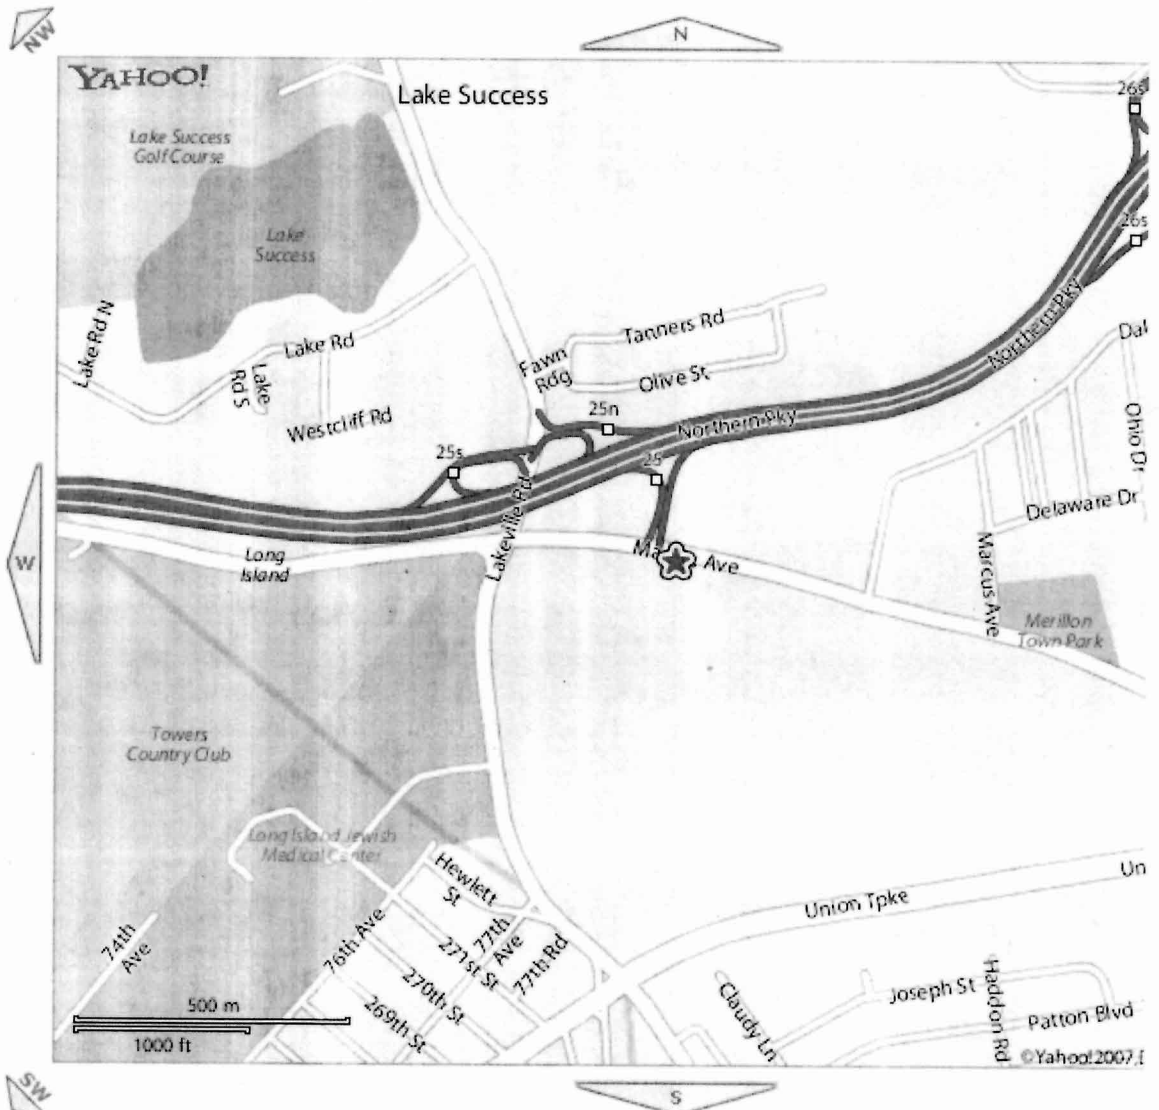 NW
N
YAHOO!
Lake Success
26s
Lake Success
Golf Course
Lake
Success
26s
Lake Rd N
Lake Rd
Lake
Rd S
Westcliff Rd
Tanners Rd
Fawn
Rdg
Olive St
Northern Pky
Dal
25n
Northern Pky
Ohio Dr
25s
25
Delaware Dr
W
Long
Island
Lakeville Rd
Ma
Ave
Marcus Ave
Merillon
Town Park
Towers
Country Club
Long Island Jewish
Medical Center
Hewlett
St
Un
Union Tpke
74th
Ave
76th Ave
77th
Ave
271st St
77th Rd
270th St
269th St
Claudy Ln
Joseph St
Haddon Rd
Patton Blvd
500 m
1000 ft
©Yahoo! 2007,
SW
S